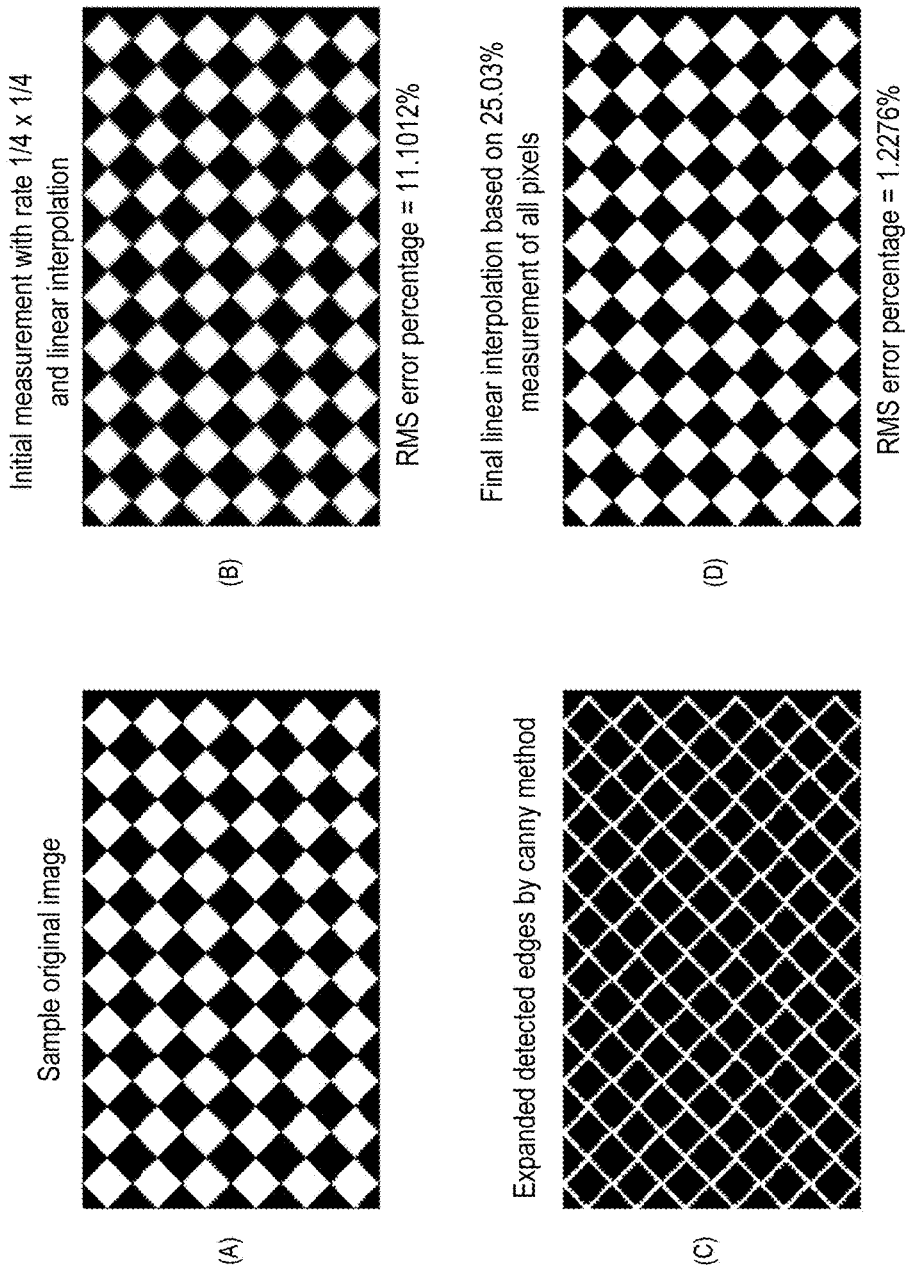 (A)
Sample original image
(B)
Initial measurement with rate 1/4 x 1/4
and linear interpolation
RMS error percentage = 11.1012%
(C)
Expanded detected edges by canny method
(D)
Final linear interpolation based on 25.03%
measurement of all pixels
RMS error percentage = 1.2276%